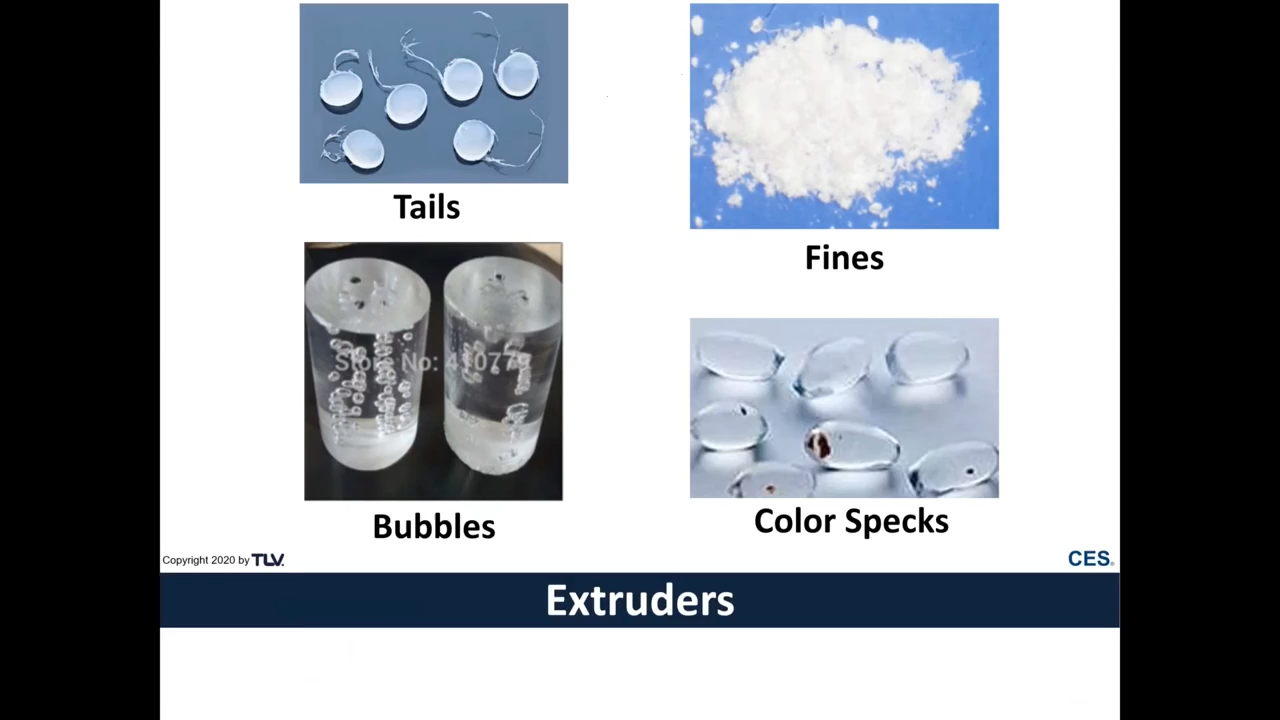 Tails
Fines
Bubbles
Color Specks
Copyright 2020 by TLV.
CES
Extruders